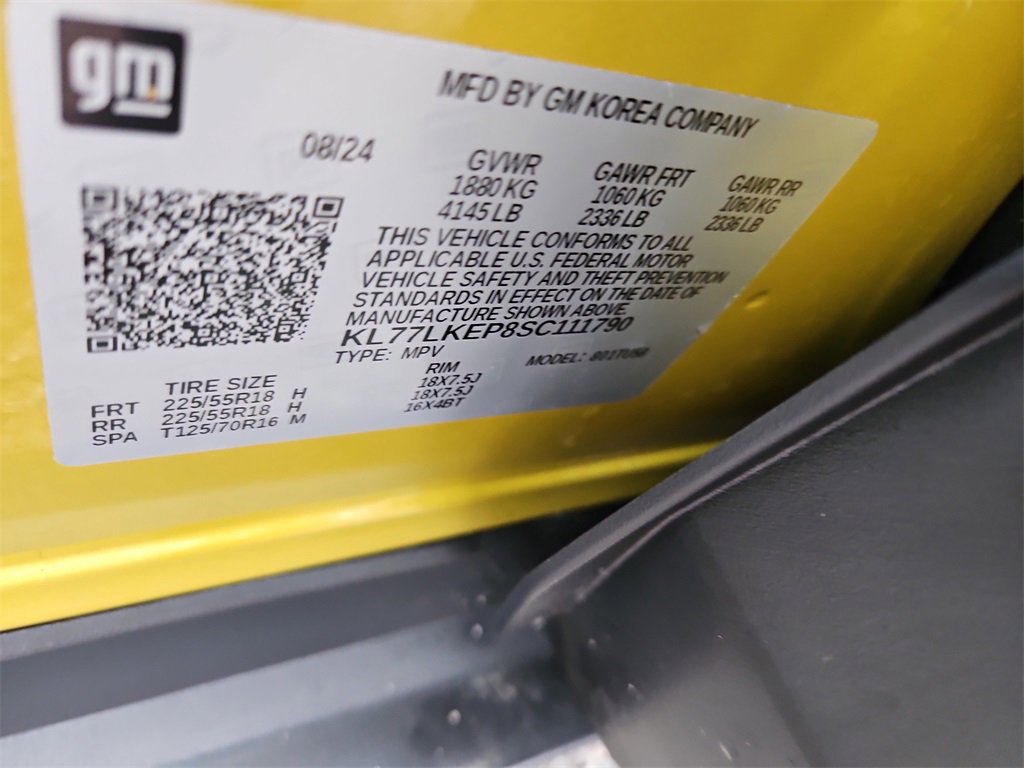 gm
MFD BY GM KOREA COMPANY
08/24
GVWR GAWR FRT GAWR RR
1880 KG 1060 KG 1060 KG
4145 LB 2336 LB 2336 LB
THIS VEHICLE CONFORMS TO ALL
APPLICABLE U.S. FEDERAL MOTOR
VEHICLE SAFETY AND THEFT PREVENTION
STANDARDS IN EFFECT ON THE DATE OF
MANUFACTURE SHOWN ABOVE.
KL77LKEP8SC111790
TYPE: MPV MODEL:
TIRE SIZE RIM
FRT 225/55R18 H 18X7.5J
RR 225/55R18 H 18X7.5J
SPA T125/70R16 M 16X4BT